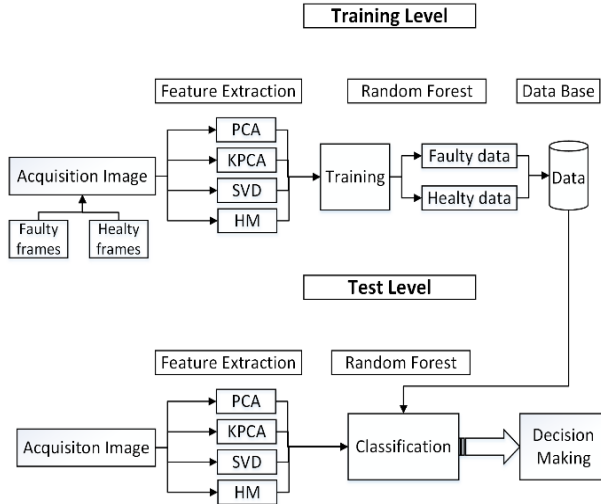 Training Level
Feature Extraction
Random Forest
Data Base
PCA
KPCA
SVD
HM
Acquisition Image
Faulty
frames
Healty
frames
Training
Faulty data
Healty data
Data
Test Level
Feature Extraction
Random Forest
PCA
KPCA
SVD
HM
Acquisiton Image
Classification
Decision
Making